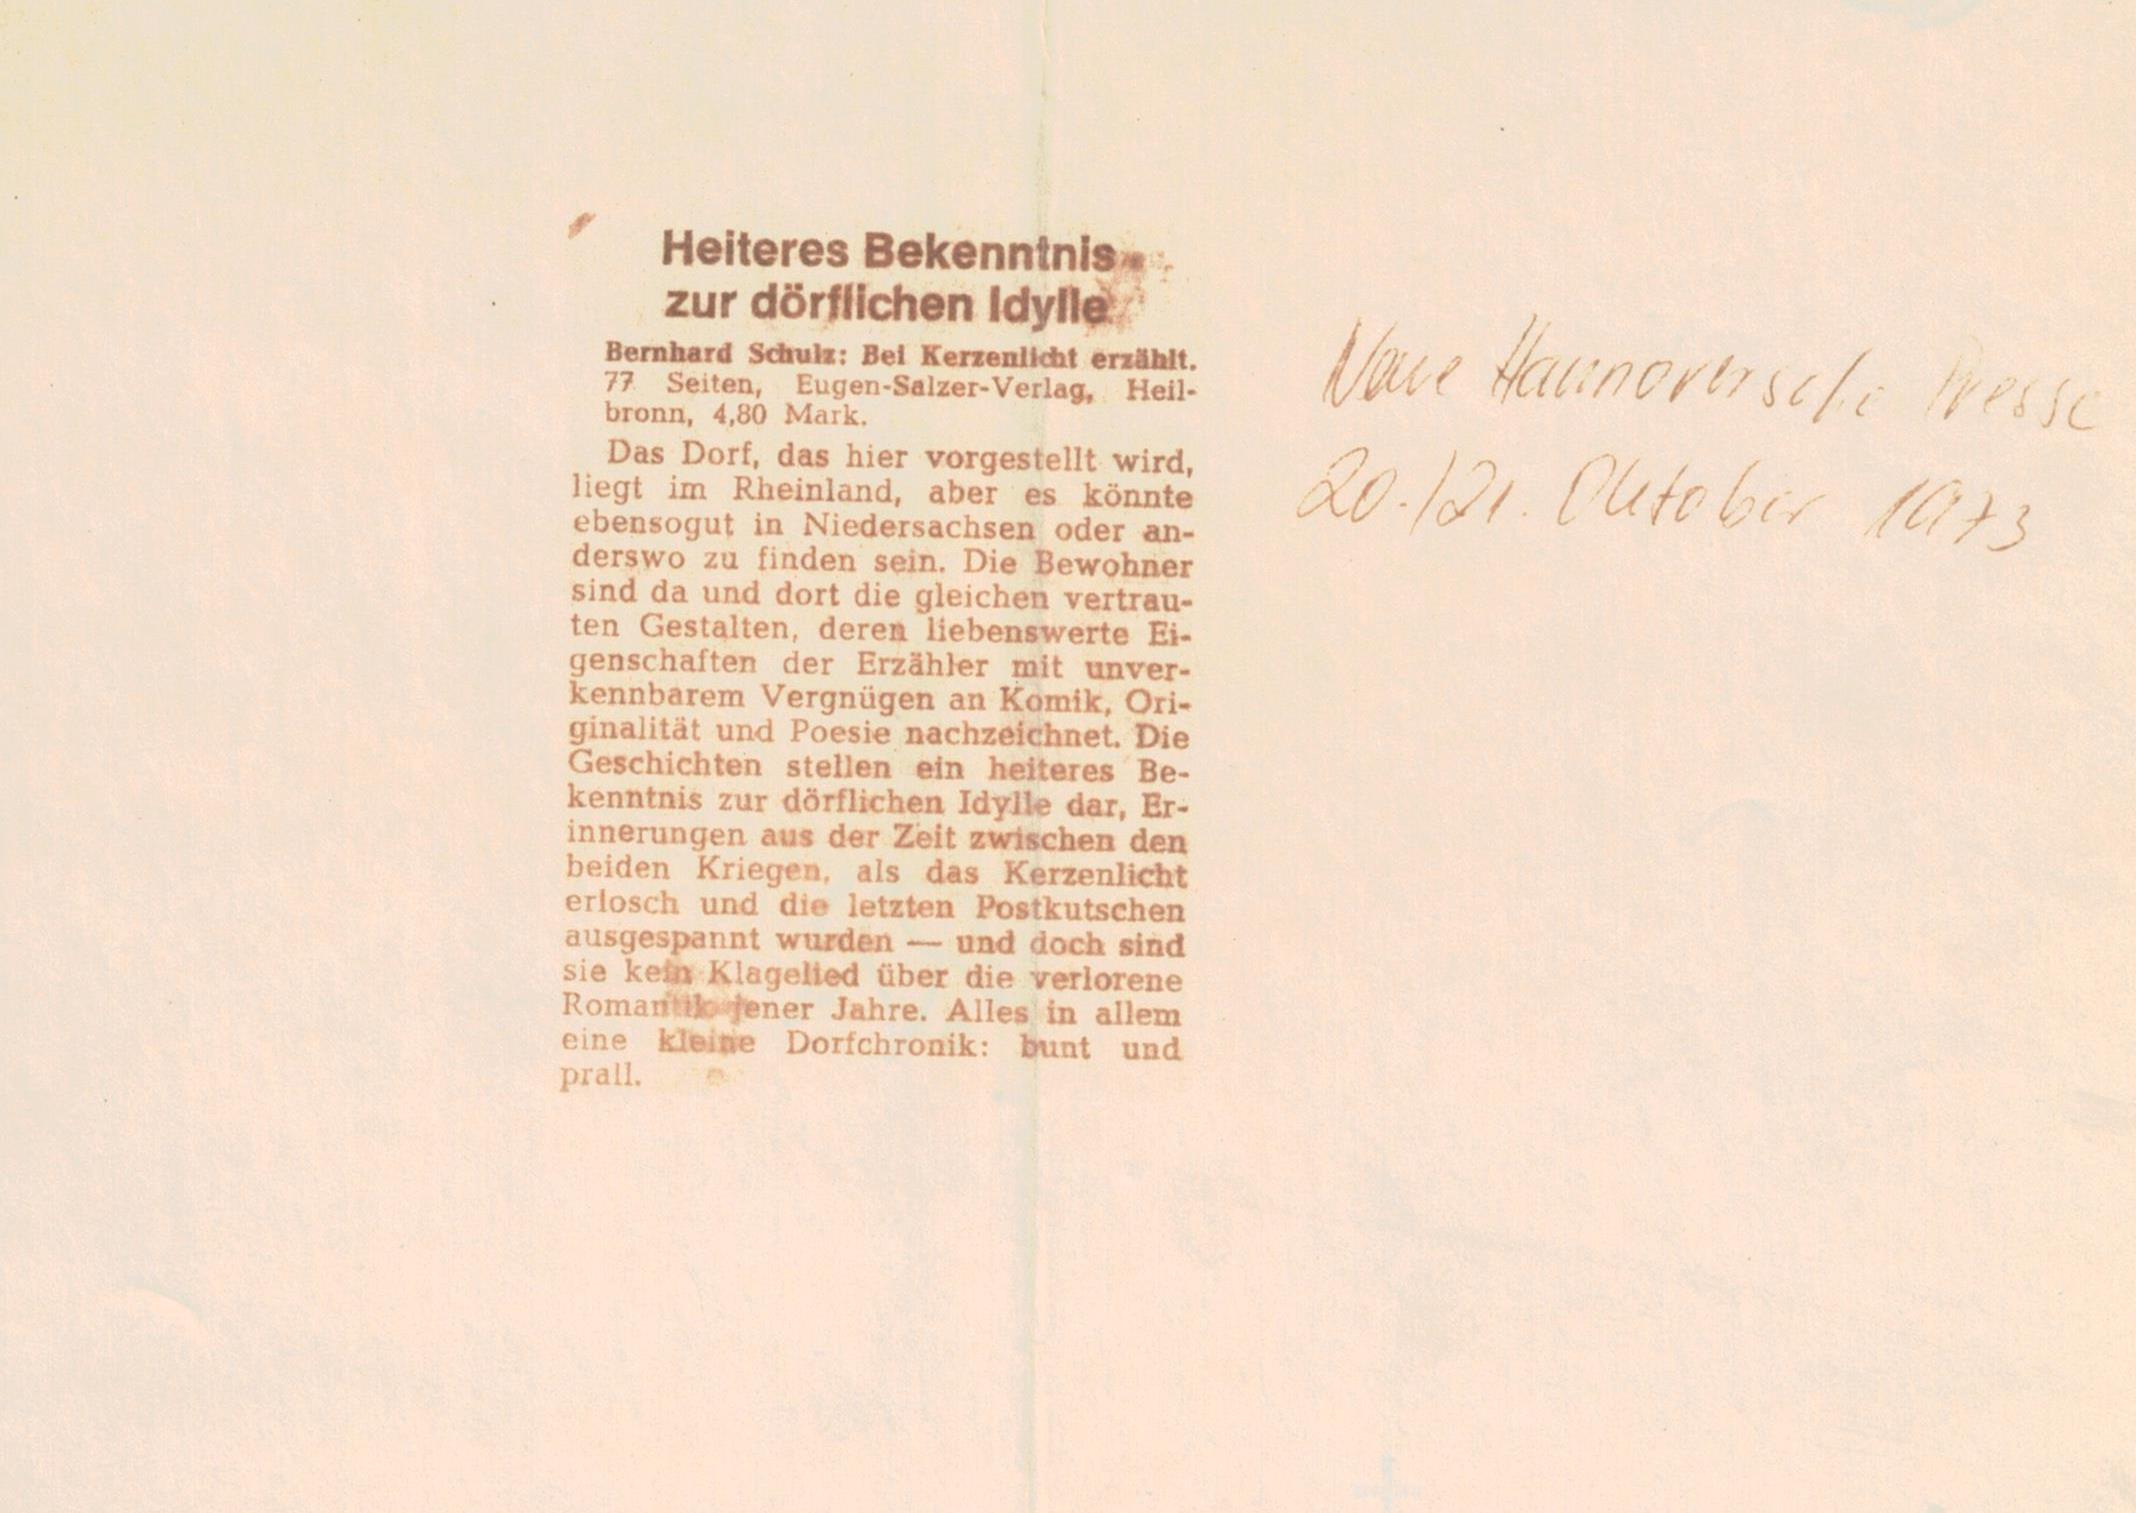 Heiteres Bekenntnis
zur dörflichen Idylle
Bernhard Schulz: Bei Kerzenlicht erzählt.
77 Seiten, Eugen-Salzer-Verlag, Heil-
bronn, 4,80 Mark.
Das Dorf, das hier vorgestellt wird,
liegt im Rheinland, aber es könnte
ebensogut in Niedersachsen oder an-
derswo zu finden sein. Die Bewohner
sind da und dort die gleichen vertrau-
ten Gestalten, deren liebenswerte Ei-
genschaften der Erzähler mit unver-
kennbarem Vergnügen an Komik, Ori-
ginalität und Poesie nachzeichnet. Die
Geschichten stellen ein heiteres Be-
kenntnis zur dörflichen Idylle dar, Er-
innerungen aus der Zeit zwischen den
beiden Kriegen, als das Kerzenlicht
erlosch und die letzten Postkutschen
ausgespannt wurden — und doch sind
sie kein Klagelied über die verlorene
Romantik jener Jahre. Alles in allem
eine kleine Dorfchronik: bunt und
prall.
Neue Hannoversche Presse
20./21. Oktober 1973